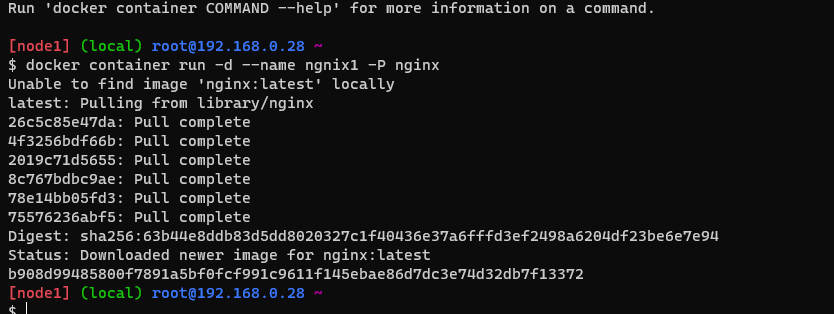 Run 'docker container COMMAND --help' for more information on a command.
[node1] (local) root@192.168.0.28 ~
$ docker container run -d --name ngnix1 -P nginx
Unable to find image 'nginx:latest' locally
latest: Pulling from library/nginx
26c5c85e47da: Pull complete
4f3256bdf66b: Pull complete
2019c71d5655: Pull complete
8c767bdbc9ae: Pull complete
78e14bb05fd3: Pull complete
75576236abf5: Pull complete
Digest: sha256:63b44e8ddb83d5dd8020327c1f40436e37a6fffd3ef2498a6204df23be6e7e94
Status: Downloaded newer image for nginx:latest
b908d99485800f7891a5bf0fcf991c9611f145ebae86d7dc3e74d32db7f13372
[node1] (local) root@192.168.0.28 ~
$